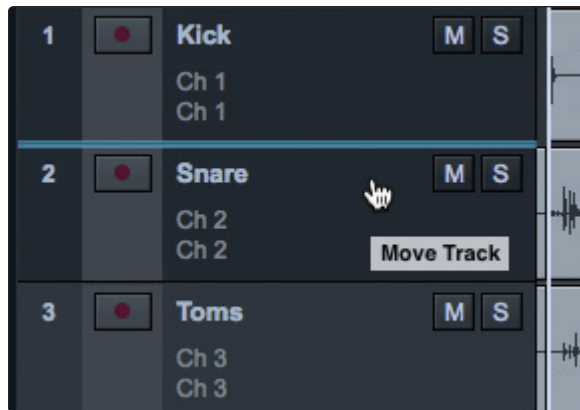 1 Kick M S
Ch 1
Ch 1
2 Snare M S
Ch 2
Ch 2
Move Track
3 Toms M S
Ch 3
Ch 3